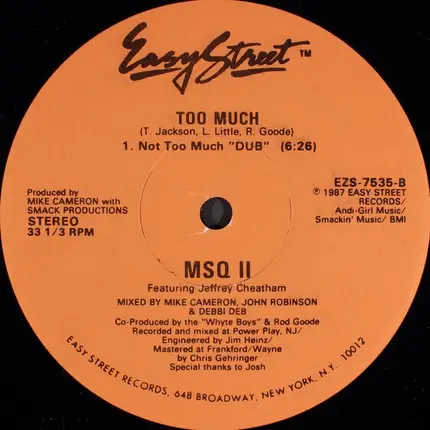 Easy Street TM
TOO MUCH
(T. Jackson, L. Little, R. Goode)
1. Not Too Much "DUB" (6:26)
Produced by
MIKE CAMERON with
SMACK PRODUCTIONS
STEREO
33 1/3 RPM
EZS-7535-B
℗ 1987 EASY STREET
RECORDS/
Andi-Girl Music/
Smackin' Music/ BMI
MSQ II
Featuring Jeffrey Cheatham
MIXED BY MIKE CAMERON, JOHN ROBINSON
& DEBBI DEB
Co-Produced by the "Whyte Boys" & Rod Goode
Recorded and mixed at Power Play, NJ/
Engineered by Jim Heinz/
Mastered at Frankford/Wayne
by Chris Gehringer
Special thanks to Josh
EASY STREET RECORDS, 648 BROADWAY, NEW YORK, N.Y. 10012